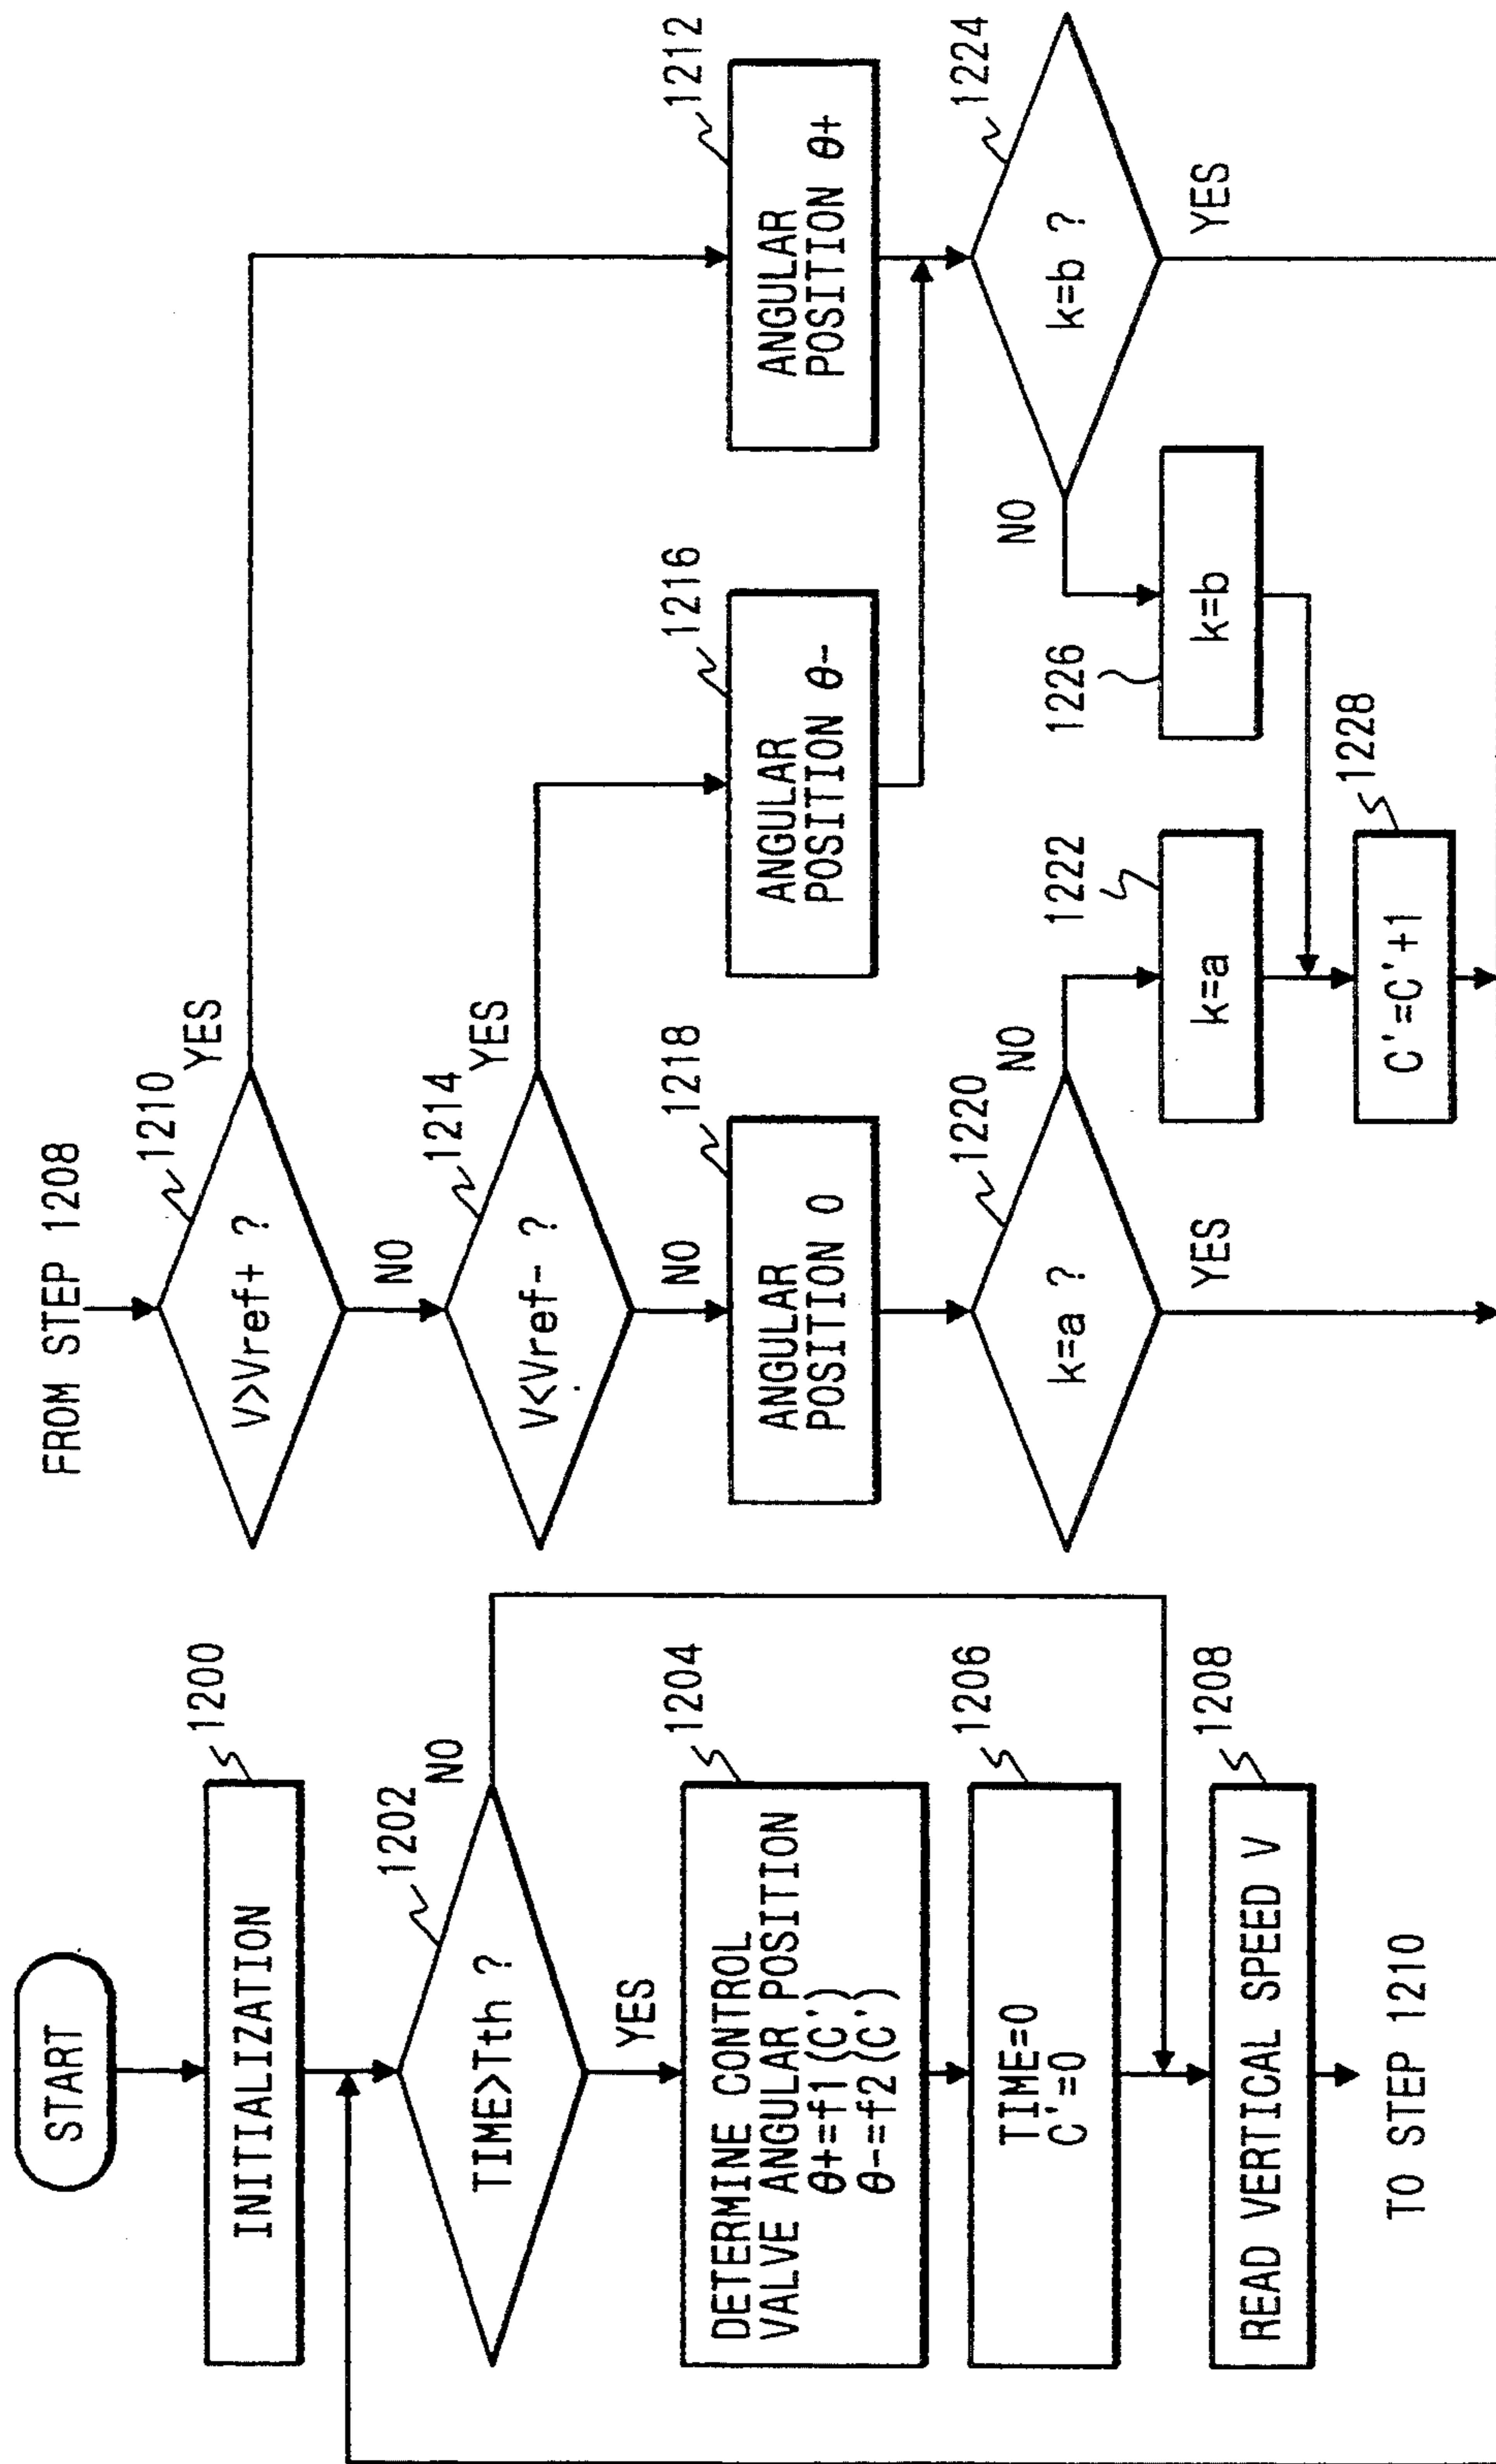 START
INITIALIZATION
1200
TIME>Tth ?
1202
NO
YES
DETERMINE CONTROL
VALVE ANGULAR POSITION
θ+=f1(C')
θ-=f2(C')
1204
TIME=0
C'=0
1206
READ VERTICAL SPEED V
1208
TO STEP 1210
FROM STEP 1208
V>Vref+ ?
1210
YES
NO
V<Vref- ?
1214
YES
NO
ANGULAR
POSITION 0
1218
ANGULAR
POSITION θ-
1216
ANGULAR
POSITION θ+
1212
k=a ?
1220
NO
YES
k=a
1222
k=b ?
1224
NO
YES
k=b
1226
C'=C'+1
1228